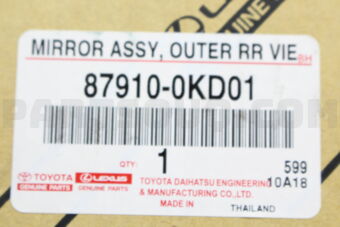 MIRROR ASSY, OUTER RR VIE
BH
87910-0KD01
QTY:
1
599
10A18
TOYOTA
GENUINE PARTS
LEXUS
GENUINE PARTS
TOYOTA DAIHATSU ENGINEERING
& MANUFACTURING CO.,LTD.
MADE IN
THAILAND